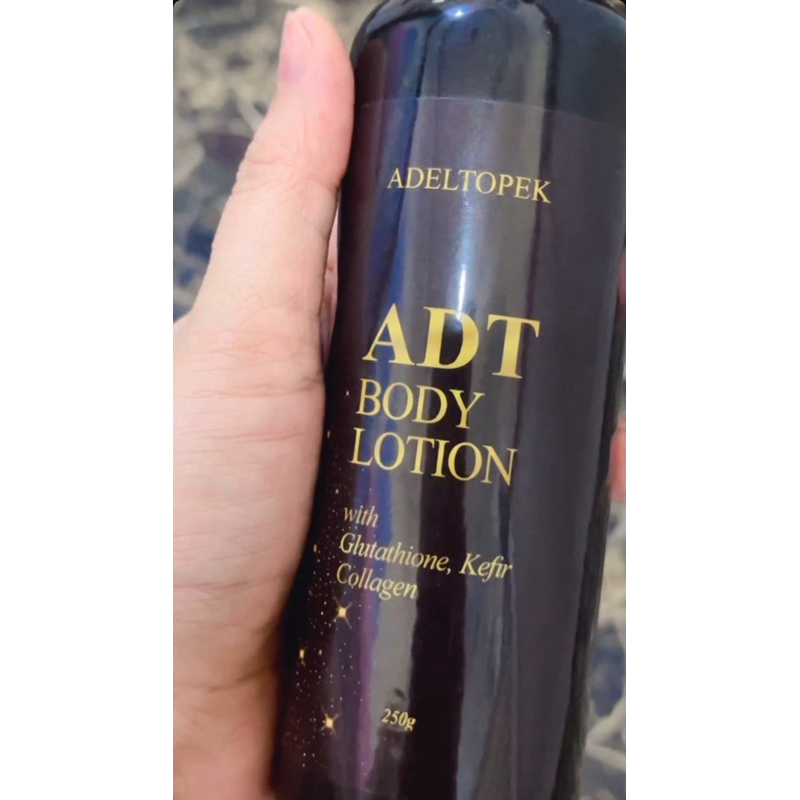 ADELTOPEK
ADT
BODY
LOTION
with
Glutathione, Kefir
Collagen
250g